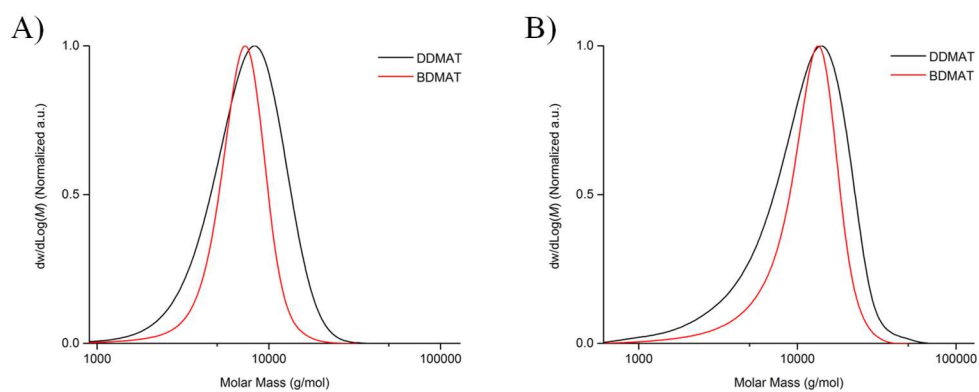 A)
1.0
0.5
0.0
dw/dLog(M) (Normalized a.u.)
DDMAT
BDMAT
1000
10000
100000
Molar Mass (g/mol)
B)
1.0
0.5
0.0
dw/dLog(M) (Normalized a.u.)
DDMAT
BDMAT
1000
10000
100000
Molar Mass (g/mol)